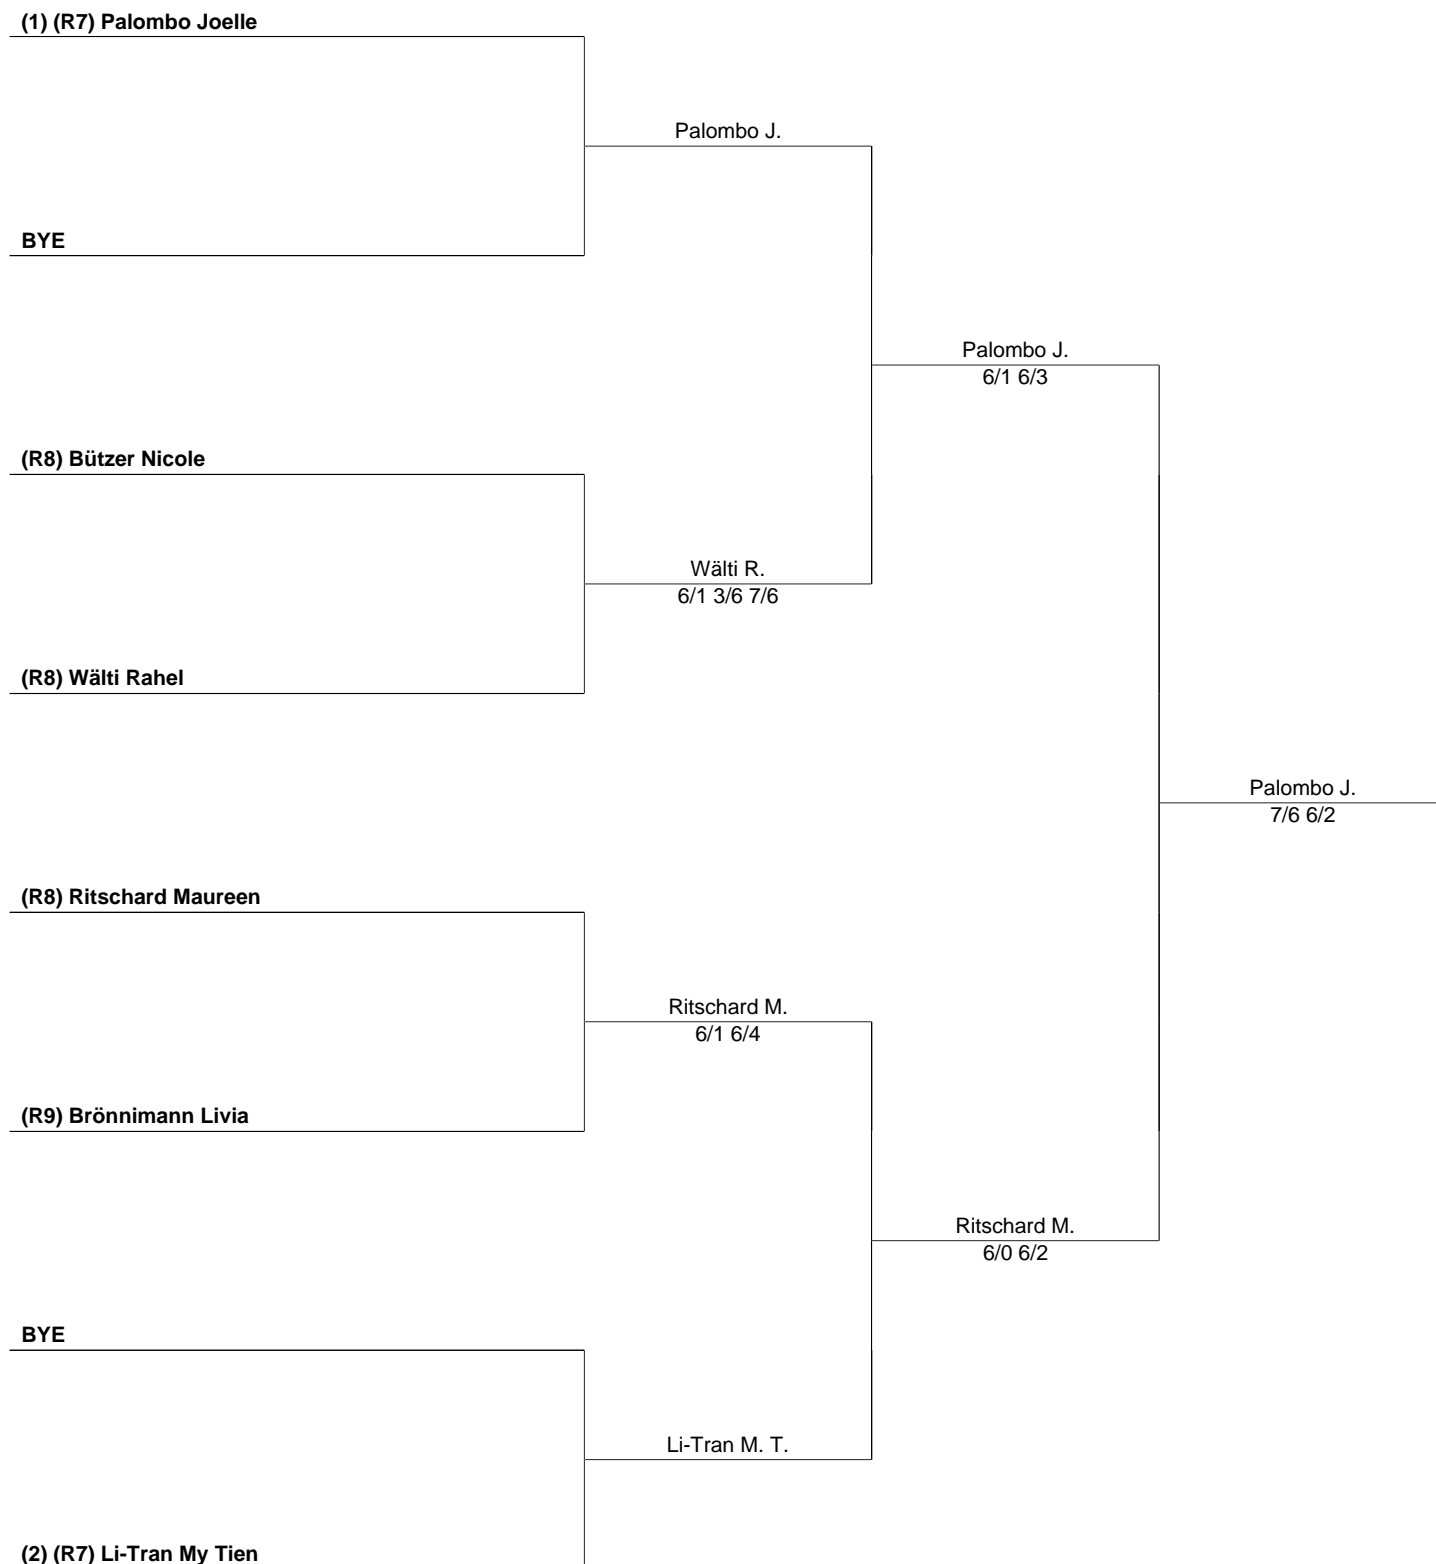 (1) (R7) Palombo Joelle
Palombo J.
BYE
Palombo J.
6/1 6/3
(R8) Bützer Nicole
Wälti R.
6/1 3/6 7/6
(R8) Wälti Rahel
Palombo J.
7/6 6/2
(R8) Ritschard Maureen
Ritschard M.
6/1 6/4
(R9) Brönnimann Livia
Ritschard M.
6/0 6/2
BYE
Li-Tran M. T.
(2) (R7) Li-Tran My Tien